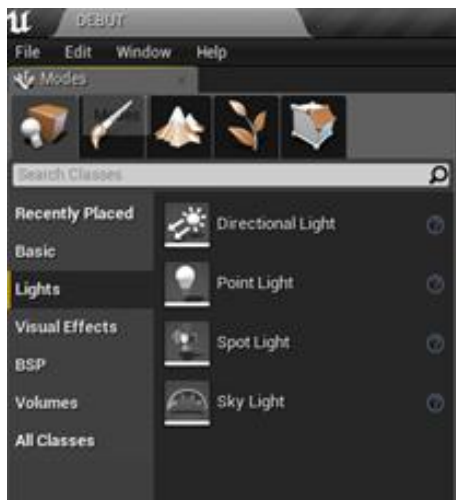 DEBUT
File Edit Window Help
Modes
Search Classes
Recently Placed
Basic
Lights
Visual Effects
BSP
Volumes
All Classes
Directional Light
Point Light
Spot Light
Sky Light